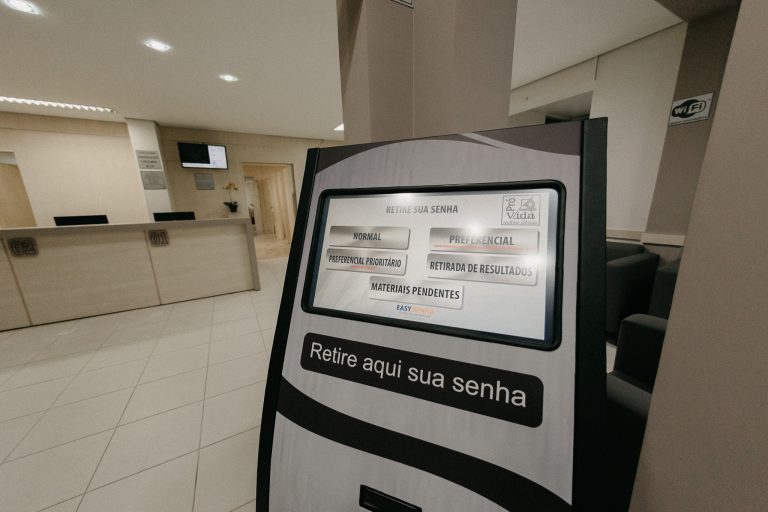 WiFi
RETIRE SUA SENHA
Vida
NORMAL
PREFERENCIAL
PREFERENCIAL PRIORITÁRIO
RETIRADA DE RESULTADOS
MATERIAIS PENDENTES
EASYSENHA
Retire aqui sua senha
02
01